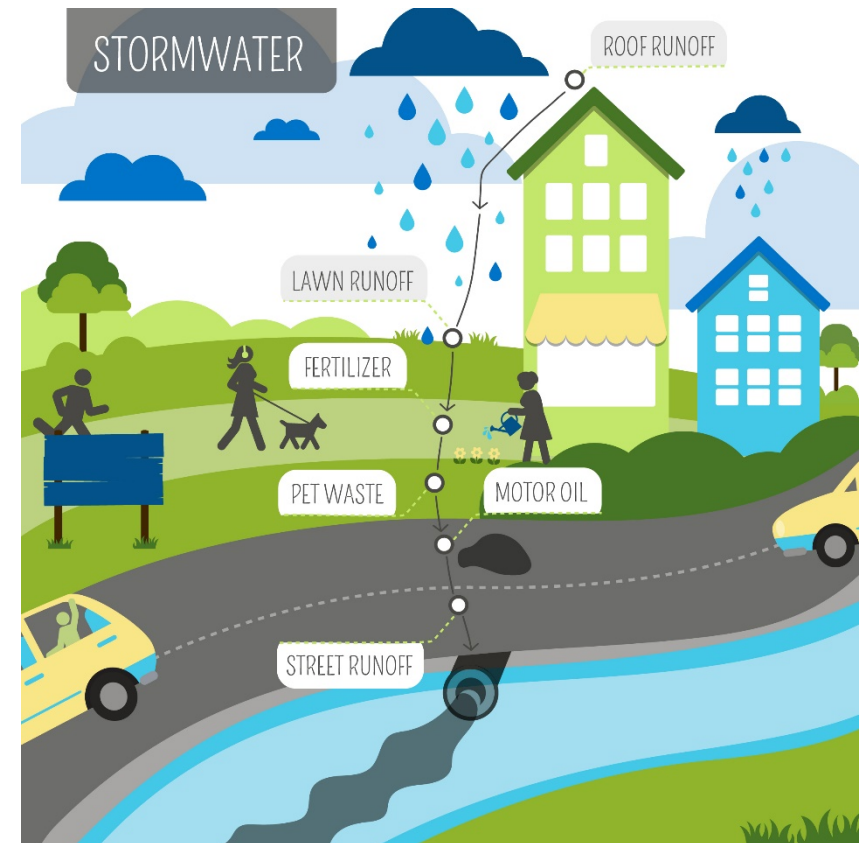 STORMWATER
ROOF RUNOFF
LAWN RUNOFF
FERTILIZER
PET WASTE
MOTOR OIL
STREET RUNOFF